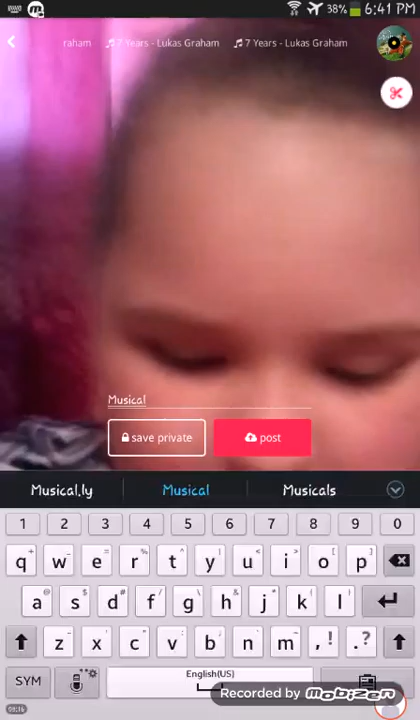 38% 6:41 PM
raham 7 Years - Lukas Graham 7 Years - Lukas Graham
Musical
save private post
Musical.ly Musical Musicals
1 2 3 4 5 6 7 8 9 0
q w e r t y u i o p
a s d f g h j k l
z x c v b n m ,! .?
SYM English(US)
Recorded by Mobizen